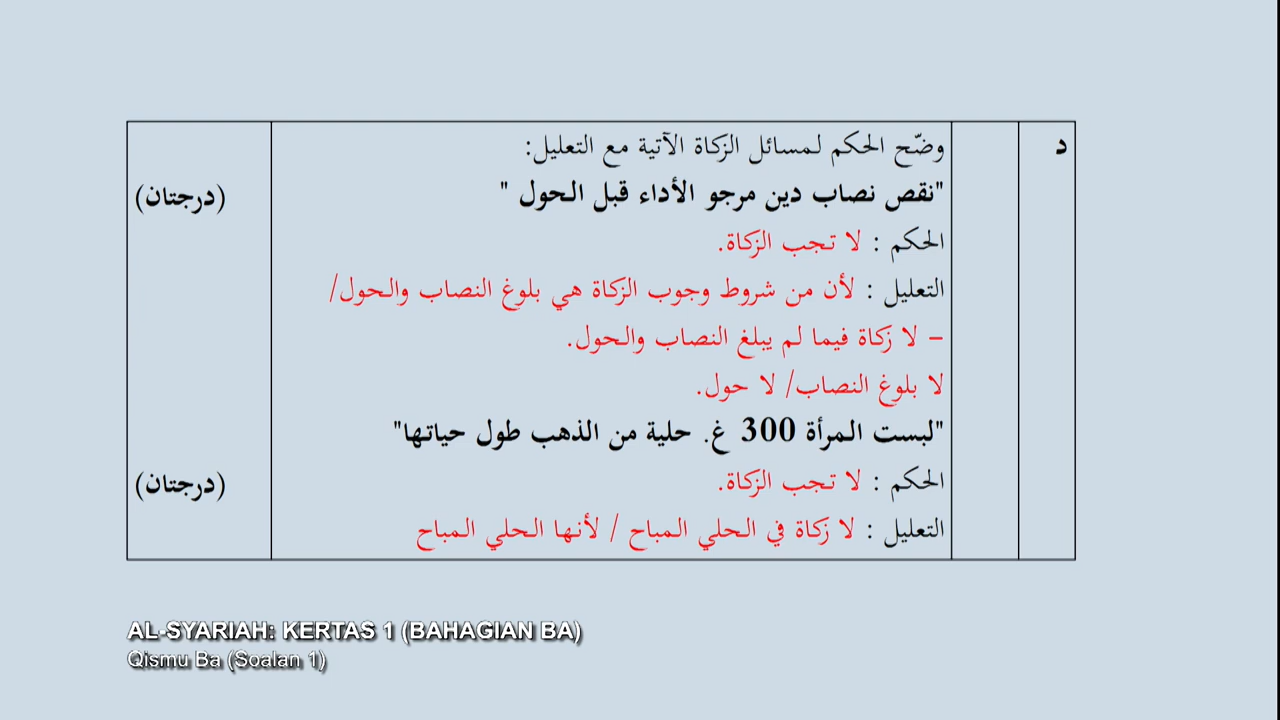 د
وضّح الحكم لمسائل الزكاة الآتية مع التعليل:
"نقص نصاب دين مرجو الأداء قبل الحول "
(درجتان)
الحكم : لا تجب الزكاة.
التعليل : لأن من شروط وجوب الزكاة هي بلوغ النصاب والحول/
– لا زكاة فيما لم يبلغ النصاب والحول.
لا بلوغ النصاب/ لا حول.
"لبست المرأة 300 غ. حلية من الذهب طول حياتها"
الحكم : لا تجب الزكاة.
(درجتان)
التعليل : لا زكاة في الحلي المباح / لأنها الحلي المباح
AL-SYARIAH: KERTAS 1 (BAHAGIAN BA)
Qismu Ba (Soalan 1)